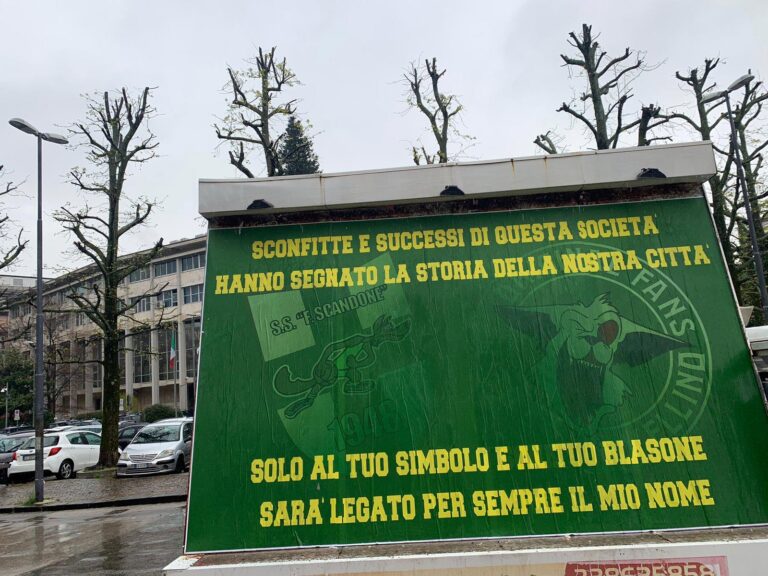 SCONFITTE E SUCCESSI DI QUESTA SOCIETA'
HANNO SEGNATO LA STORIA DELLA NOSTRA CITTA'
S.S. "F. SCANDONE"
1948
FANS
SOLO AL TUO SIMBOLO E AL TUO BLASONE
SARA' LEGATO PER SEMPRE IL MIO NOME